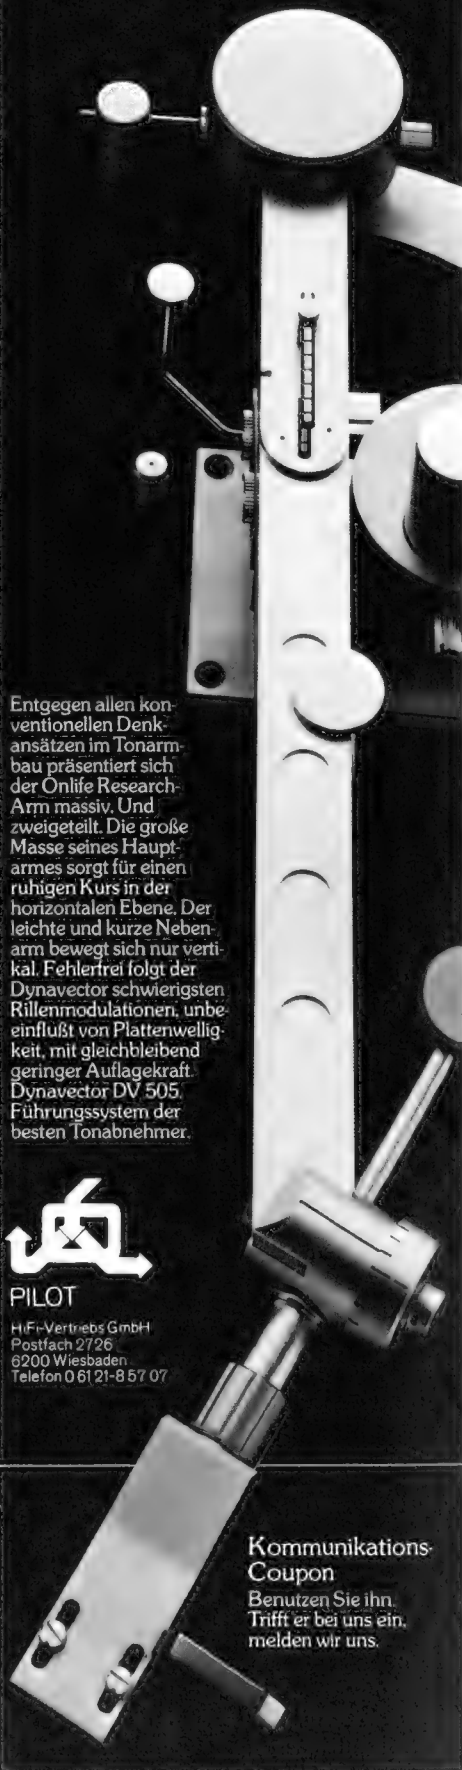 Entgegen allen kon-
ventionellen Denk-
ansätzen im Tonarm-
bau präsentiert sich
der Onlife Research-
Arm massiv. Und
zweigeteilt. Die große
Masse seines Haupt-
armes sorgt für einen
ruhigen Kurs in der
horizontalen Ebene. Der
leichte und kurze Neben-
arm bewegt sich nur verti-
kal. Fehlerfrei folgt der
Dynavector schwierigsten
Rillenmodulationen, unbe-
einflußt von Plattenwellig-
keit, mit gleichbleibend
geringer Auflagekraft.
Dynavector DV 505.
Führungssystem der
besten Tonabnehmer.
PILOT
HiFi-Vertriebs GmbH
Postfach 2726
6200 Wiesbaden
Telefon 0 61 21-8 57 07
Kommunikations-
Coupon
Benutzen Sie ihn.
Trifft er bei uns ein,
melden wir uns.